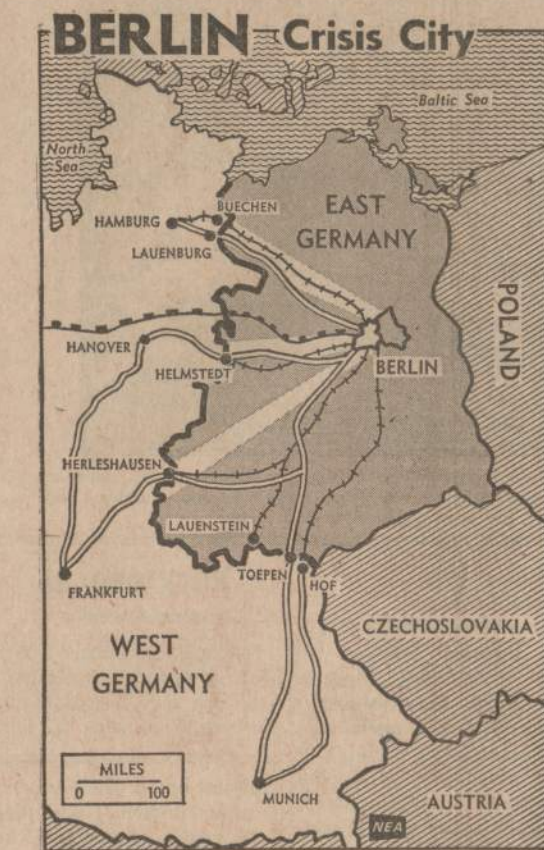 BERLIN Crisis City
Baltic Sea
North
Sea
BUECHEN
HAMBURG
LAUENBURG
EAST
GERMANY
POLAND
HANOVER
HELMSTEDT
BERLIN
HERLESHAUSEN
LAUENSTEIN
TOEPEN
HOF
FRANKFURT
CZECHOSLOVAKIA
WEST
GERMANY
MILES
0 100
MUNICH
AUSTRIA
NEA